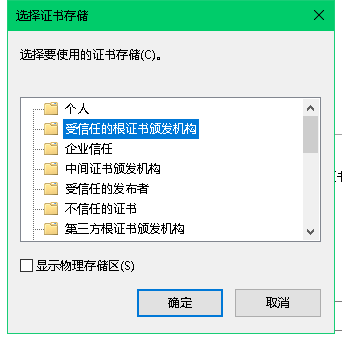 选择证书存储
选择要使用的证书存储(C)。
个人
受信任的根证书颁发机构
企业信任
中间证书颁发机构
受信任的发布者
不信任的证书
第三方根证书颁发机构
显示物理存储区(S)
确定
取消